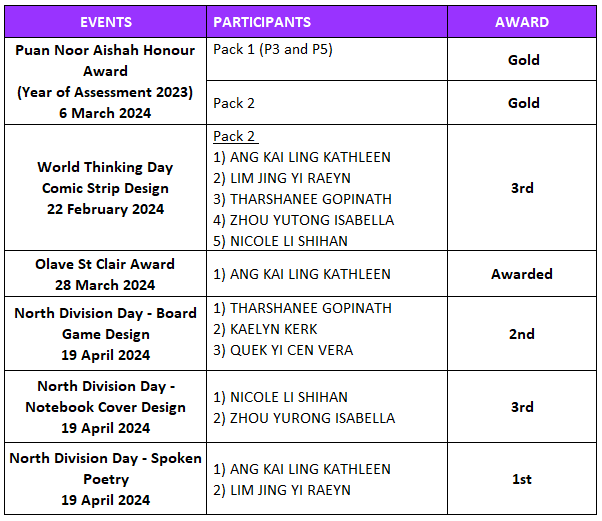 EVENTS PARTICIPANTS AWARD
Puan Noor Aishah Honour
Award
(Year of Assessment 2023)
6 March 2024
Pack 1 (P3 and P5)
Gold
Pack 2
Gold
World Thinking Day
Comic Strip Design
22 February 2024
Pack 2
1) ANG KAI LING KATHLEEN
2) LIM JING YI RAEYN
3) THARSHANEE GOPINATH
4) ZHOU YUTONG ISABELLA
5) NICOLE LI SHIHAN
3rd
Olave St Clair Award
28 March 2024
1) ANG KAI LING KATHLEEN
Awarded
North Division Day - Board
Game Design
19 April 2024
1) THARSHANEE GOPINATH
2) KAELYN KERK
3) QUEK YI CEN VERA
2nd
North Division Day -
Notebook Cover Design
19 April 2024
1) NICOLE LI SHIHAN
2) ZHOU YURONG ISABELLA
3rd
North Division Day - Spoken
Poetry
19 April 2024
1) ANG KAI LING KATHLEEN
2) LIM JING YI RAEYN
1st